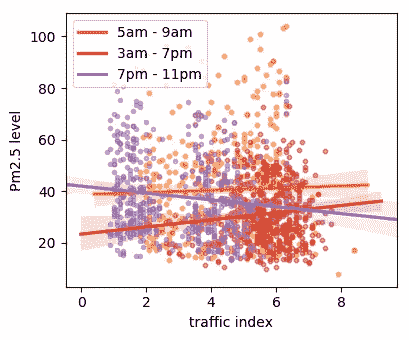 5am - 9am
3am - 7pm
7pm - 11pm
100
80
60
40
20
Pm2.5 level
0 2 4 6 8
traffic index